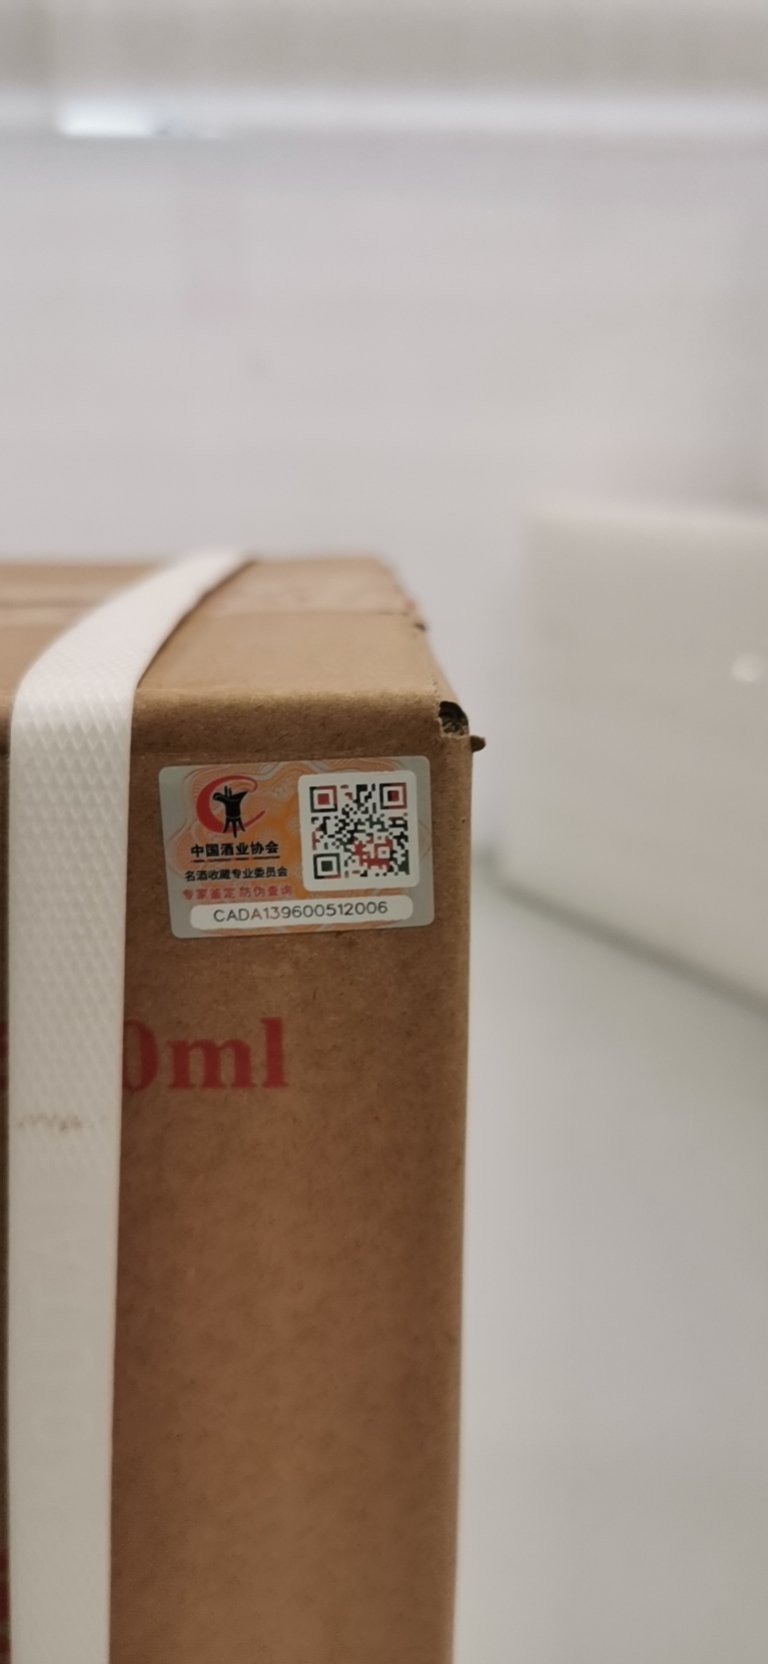 中国酒业协会
名酒收藏专业委员会
专家鉴定 防伪查询
CADA139600512006
0ml